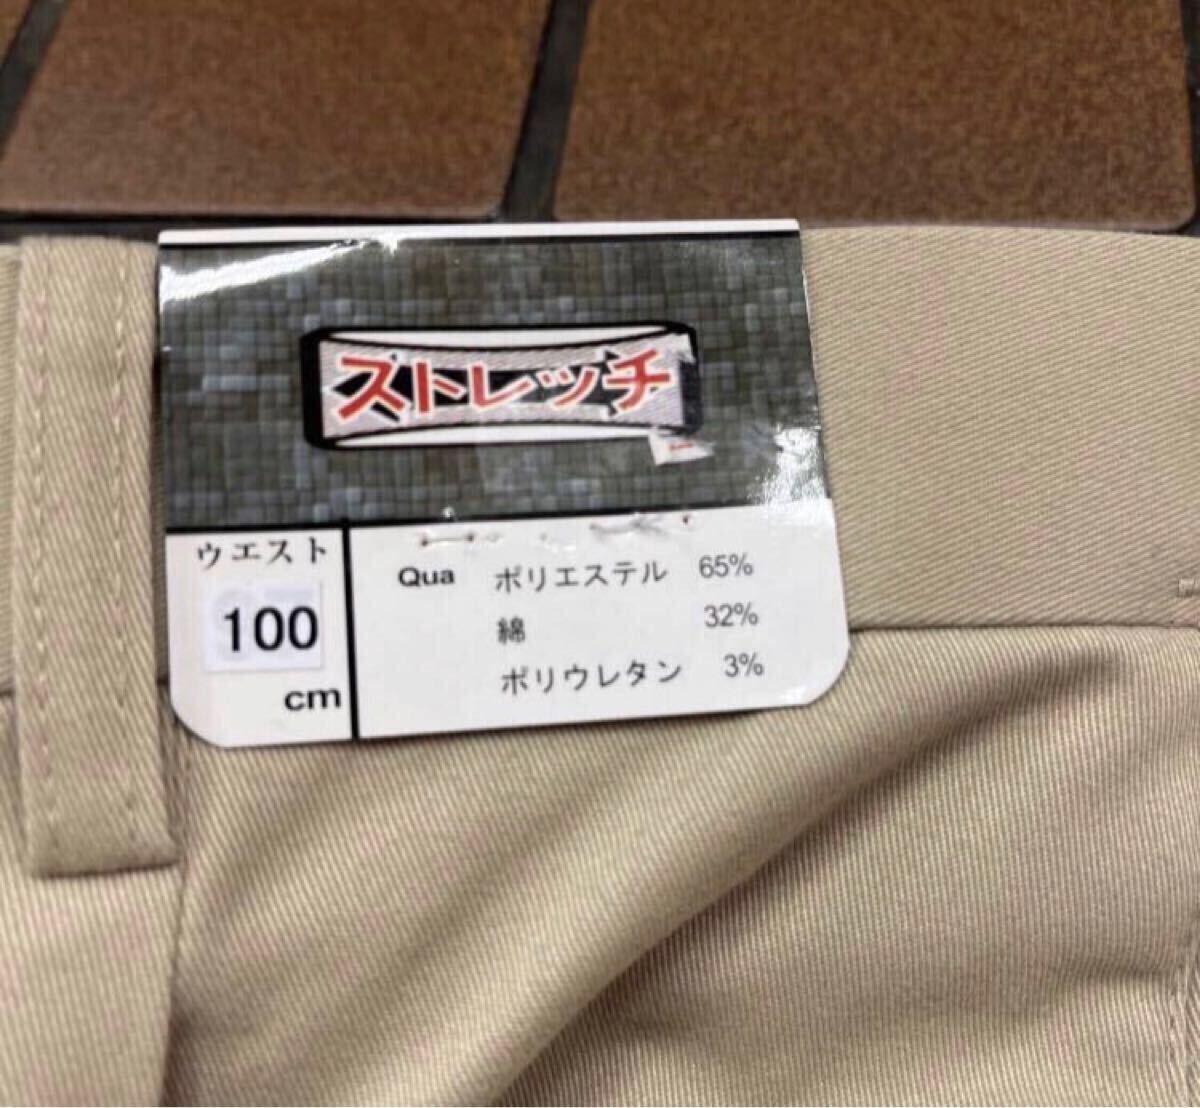 ストレッチ
ウエスト
100
cm
Qua ポリエステル 65%
綿 32%
ポリウレタン 3%